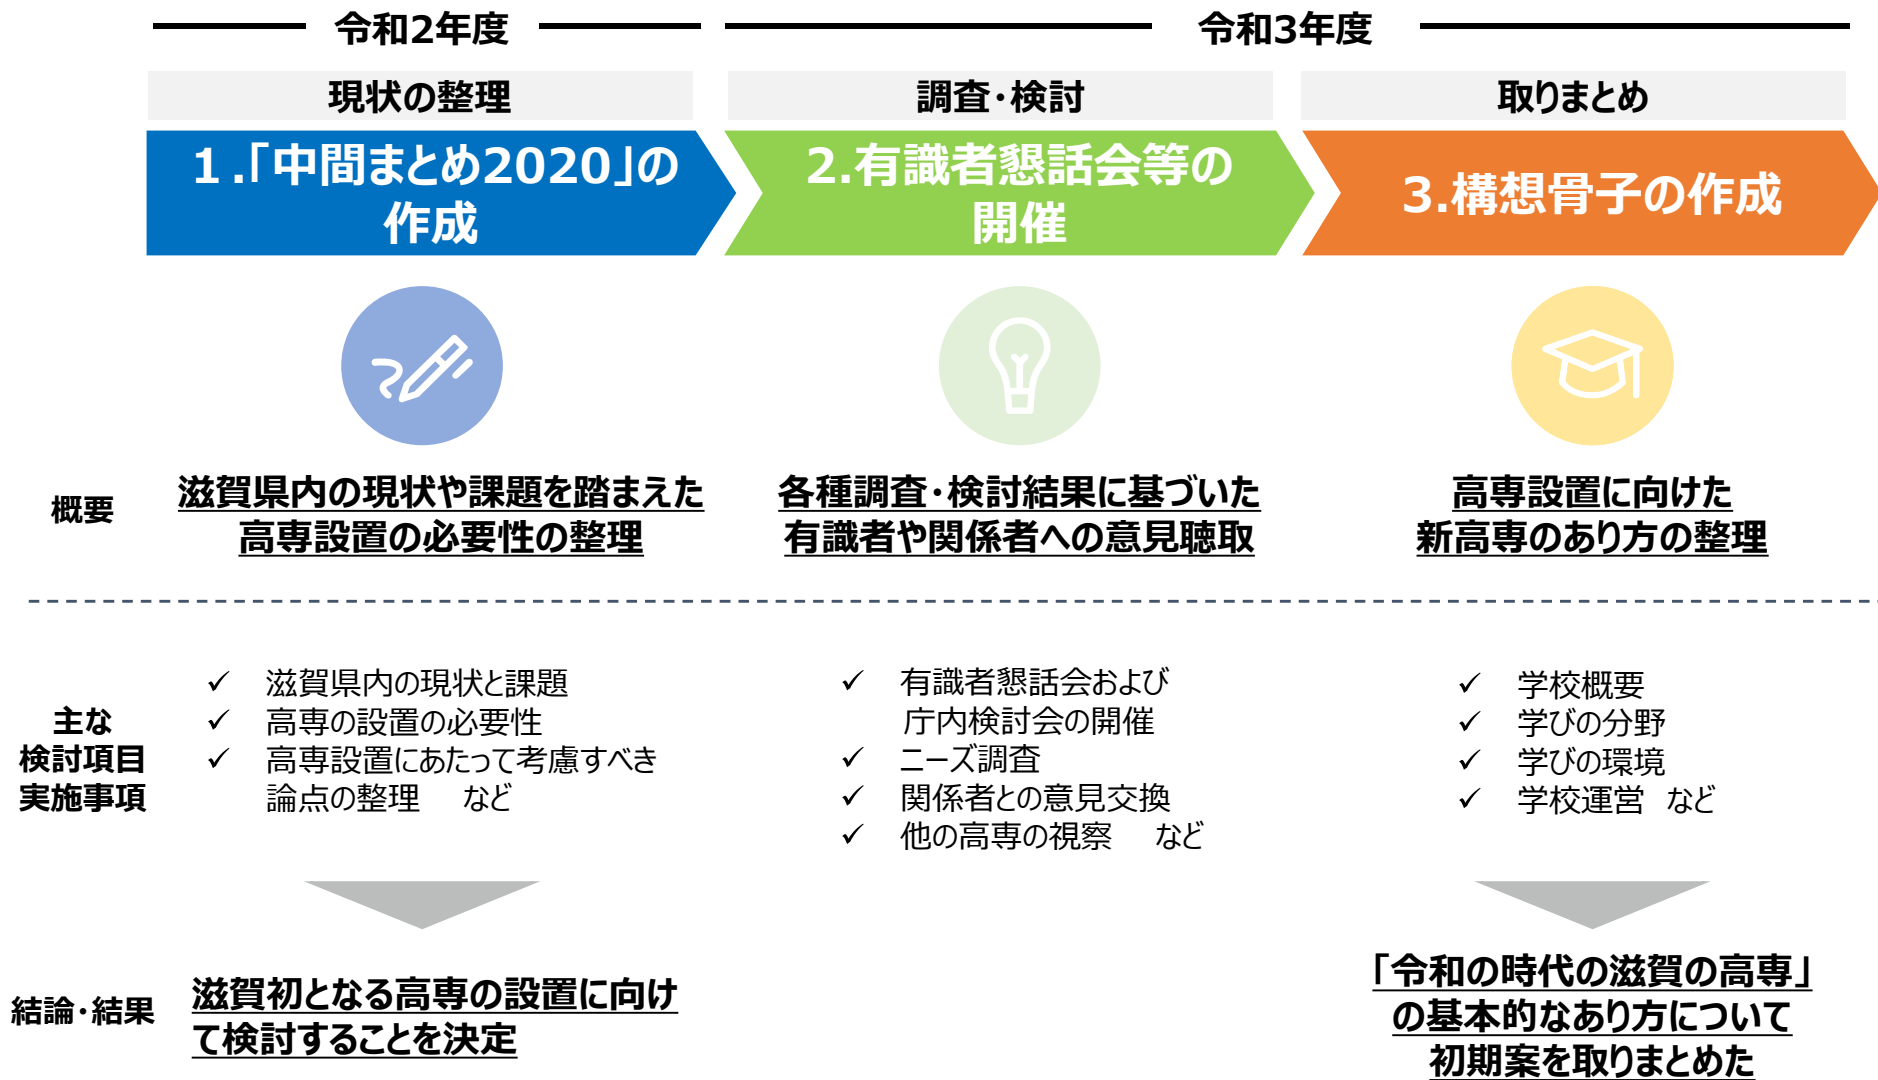 令和2年度
令和3年度
現状の整理
調査・検討
取りまとめ
１.「中間まとめ2020」の
作成
2.有識者懇話会等の
開催
3.構想骨子の作成
概要
滋賀県内の現状や課題を踏まえた
高専設置の必要性の整理
各種調査・検討結果に基づいた
有識者や関係者への意見聴取
高専設置に向けた
新高専のあり方の整理
主な
検討項目
実施事項
✓ 滋賀県内の現状と課題
✓ 高専の設置の必要性
✓ 高専設置にあたって考慮すべき
論点の整理 など
✓ 有識者懇話会および
庁内検討会の開催
✓ ニーズ調査
✓ 関係者との意見交換
✓ 他の高専の視察 など
✓ 学校概要
✓ 学びの分野
✓ 学びの環境
✓ 学校運営 など
結論・結果
滋賀初となる高専の設置に向け
て検討することを決定
「令和の時代の滋賀の高専」
の基本的なあり方について
初期案を取りまとめた